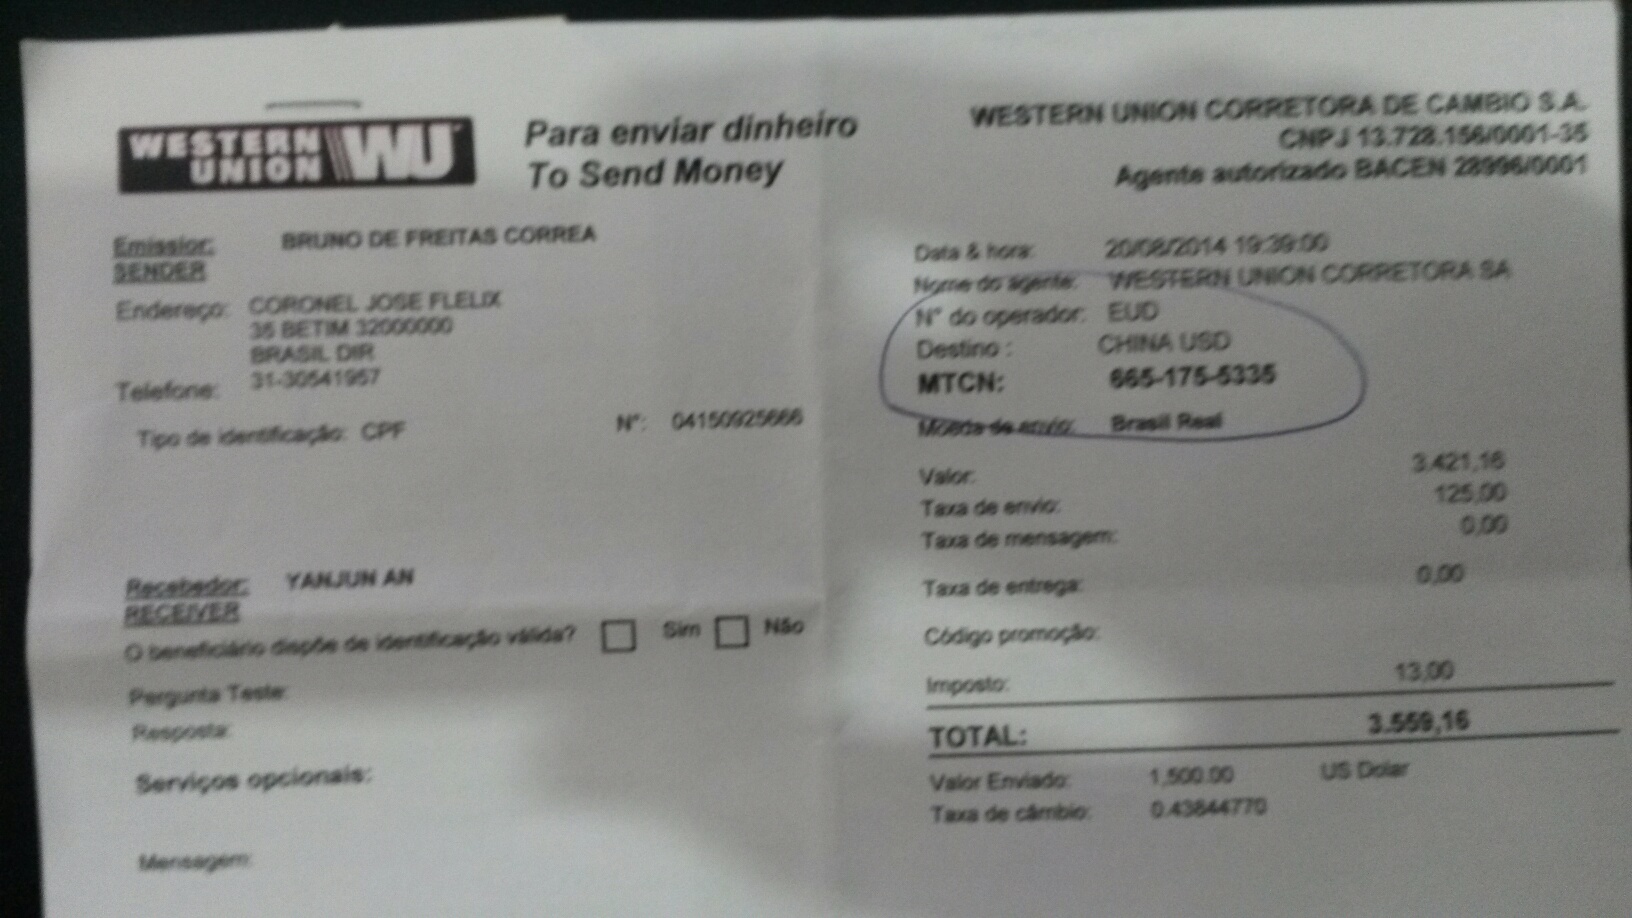 WESTERN UNION WU
Para enviar dinheiro
To Send Money
WESTERN UNION CORRETORA DE CAMBIO S.A.
CNPJ 13.728.156/0001-35
Agente autorizado BACEN 28996/0001
Emissior: BRUNO DE FREITAS CORREA
SENDER
Endereço: CORONEL JOSE FLELIX
35 BETIM 32000000
BRASIL DIR
Telefone: 31-30541957
Tipo de identificação: CPF N°: 04150925666
Recebedor: YANJUN AN
RECEIVER
O beneficiário dispõe de identificação válida? Sim Não
Pergunta Teste:
Resposta:
Serviços opcionais:
Mensagem:
Data & hora: 20/08/2014 19:39:00
Nome do agente: WESTERN UNION CORRETORA SA
N° do operador: EUD
Destino : CHINA USD
MTCN: 665-175-5335
Moeda de envio: Brasil Real
Valor: 3.421,16
Taxa de envio: 125,00
Taxa de mensagem: 0,00
Taxa de entrega: 0,00
Código promoção:
Imposto: 13,00
TOTAL: 3.559,16
Valor Enviado: 1,500.00 US Dolar
Taxa de câmbio: 0.43844770